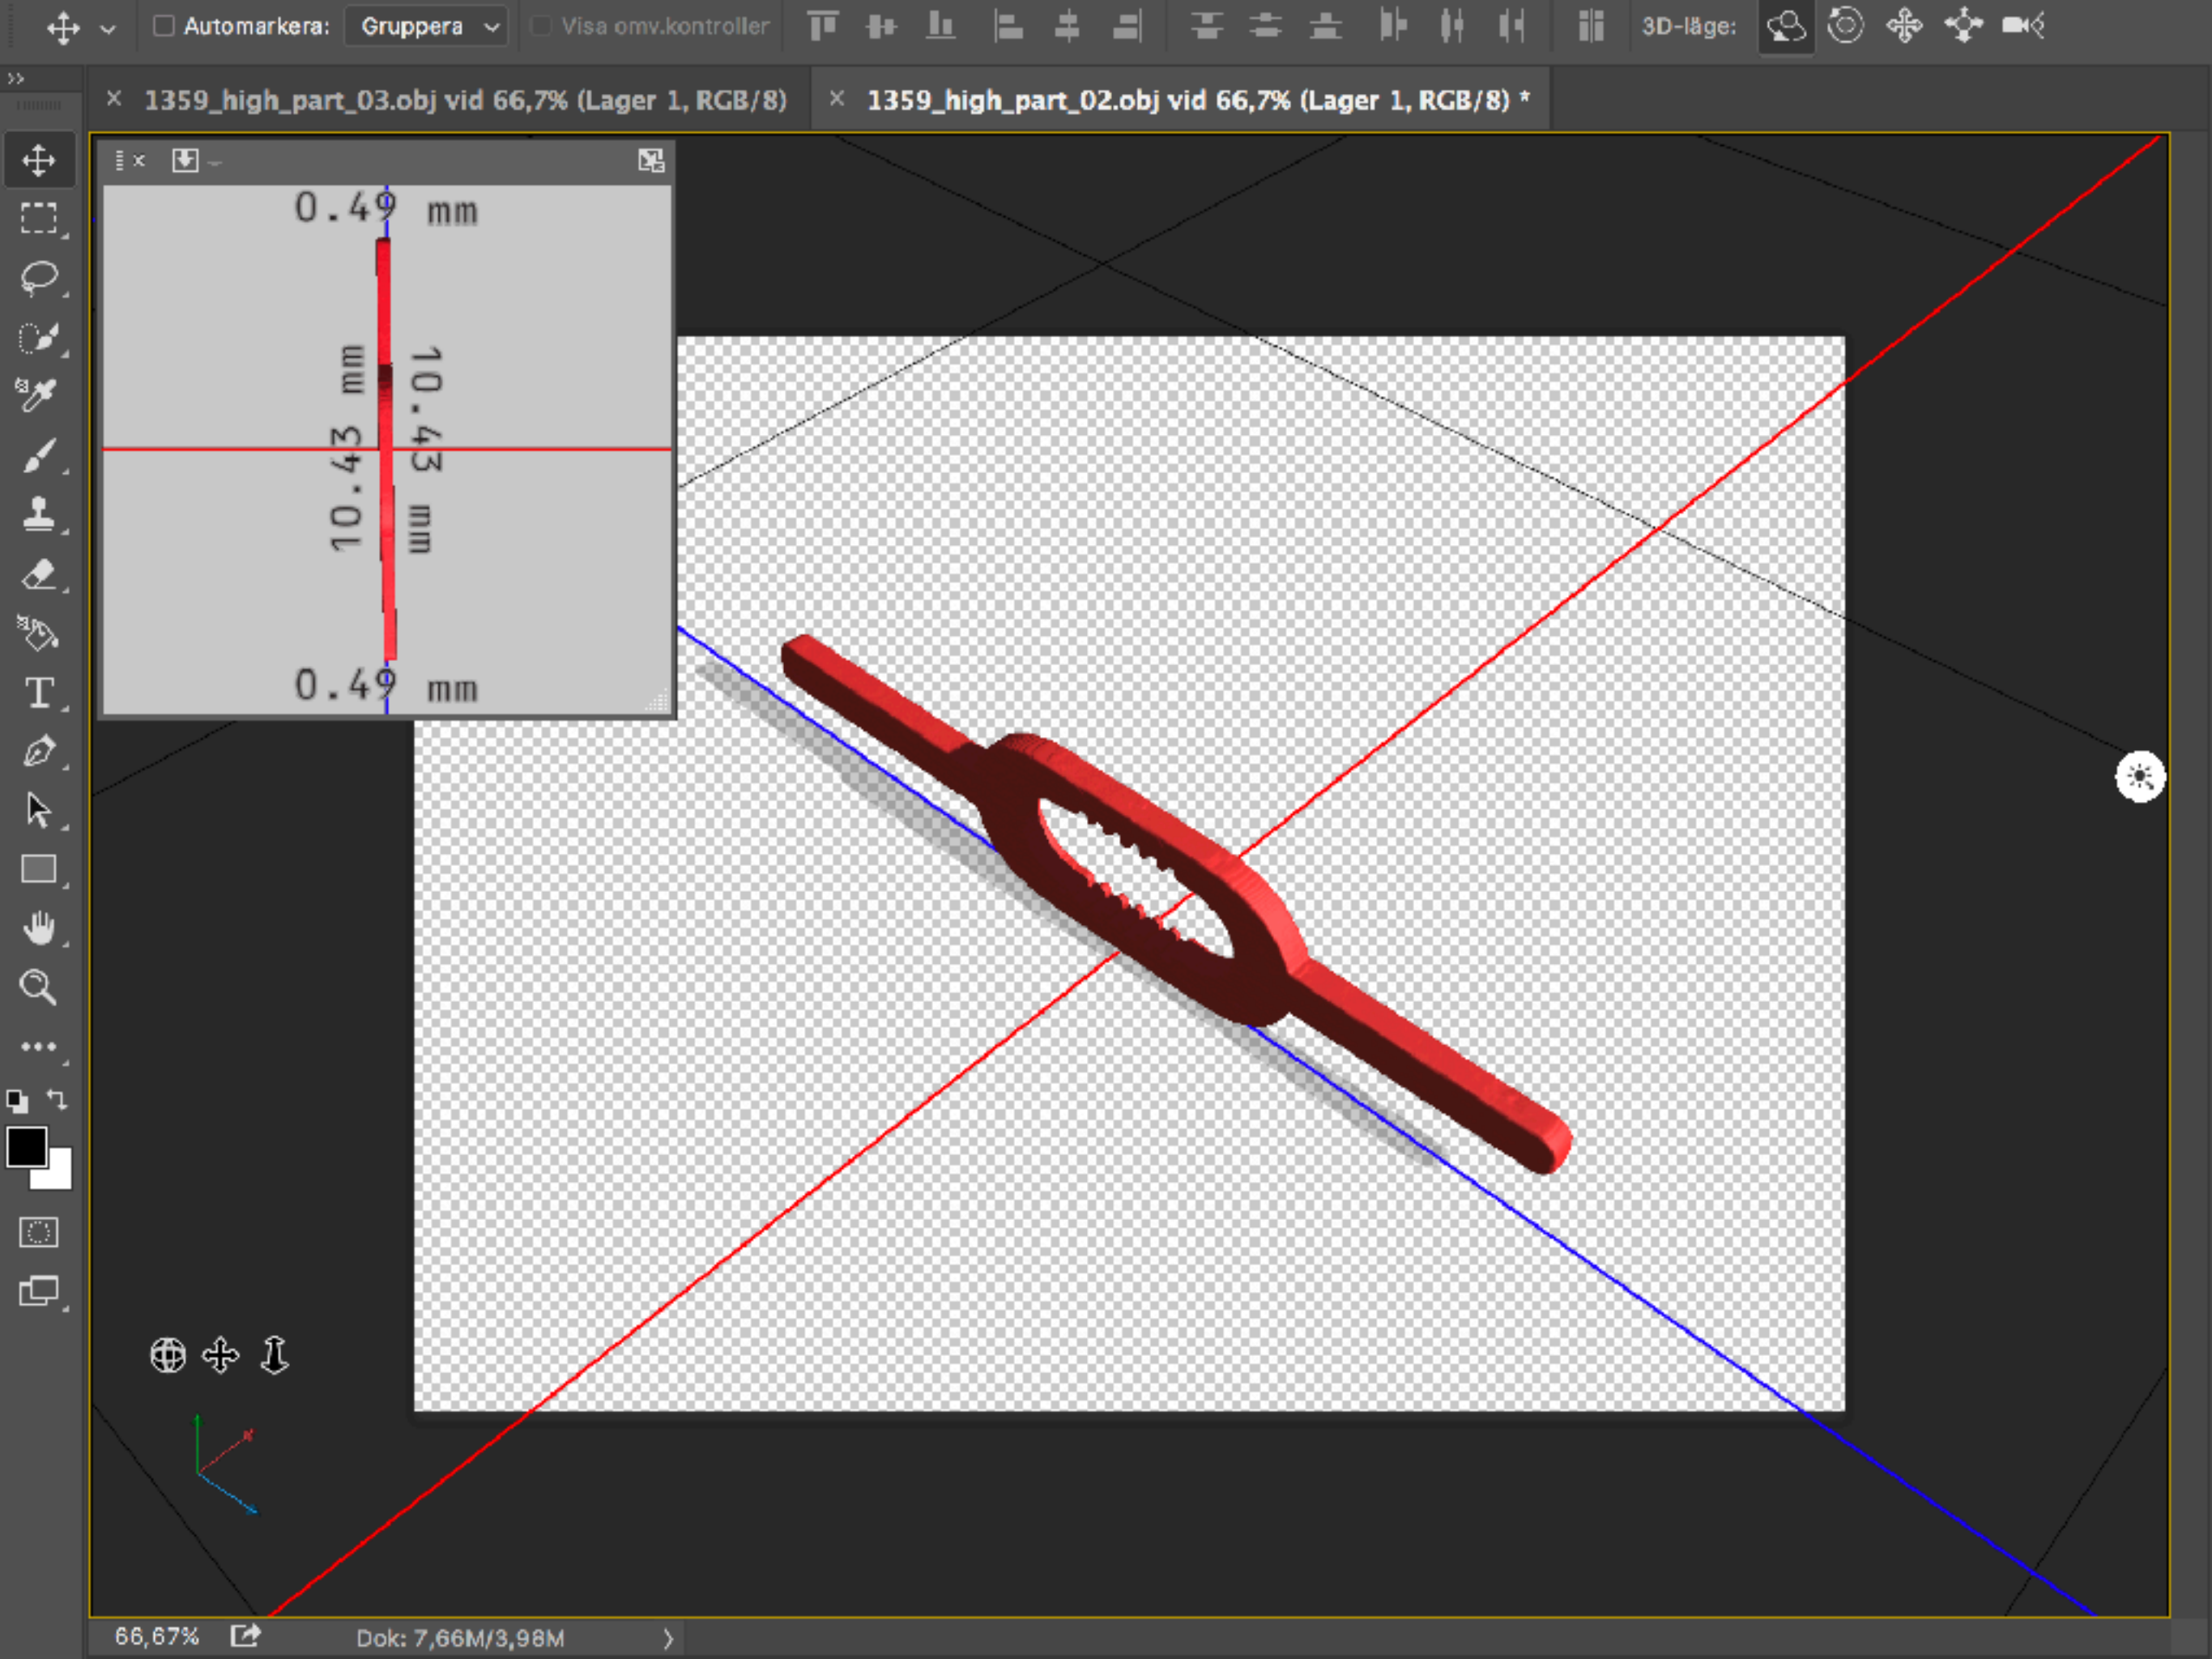 Automarkera: Gruppera Visa omv.kontroller 3D-läge:
1359_high_part_03.obj vid 66,7% (Lager 1, RGB/8)
1359_high_part_02.obj vid 66,7% (Lager 1, RGB/8) *
0.49 mm
10.43 mm
10.43 mm
0.49 mm
66,67% Dok: 7,66M/3,98M